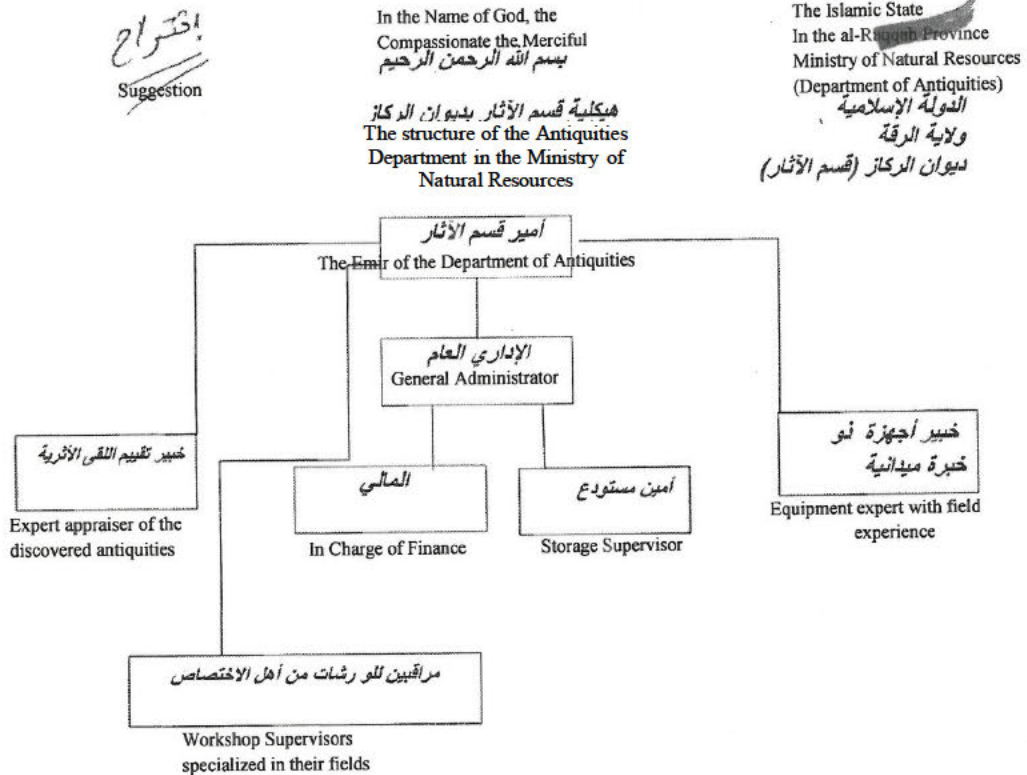 اقتراح
Suggestion
In the Name of God, the
Compassionate the Merciful
بسم الله الرحمن الرحيم
The Islamic State
In the al-Raqqah Province
Ministry of Natural Resources
(Department of Antiquities)
الدولة الإسلامية
ولاية الرقة
ديوان الركاز (قسم الآثار)
هيكلية قسم الآثار بديوان الركاز
The structure of the Antiquities
Department in the Ministry of
Natural Resources
أمير قسم الآثار
The Emir of the Department of Antiquities
الإداري العام
General Administrator
خبير تقييم اللقى الأثرية
Expert appraiser of the
discovered antiquities
المالي
In Charge of Finance
أمين مستودع
Storage Supervisor
خبير أجهزة ذو
خبرة ميدانية
Equipment expert with field
experience
مراقبين للو رشات من أهل الاختصاص
Workshop Supervisors
specialized in their fields